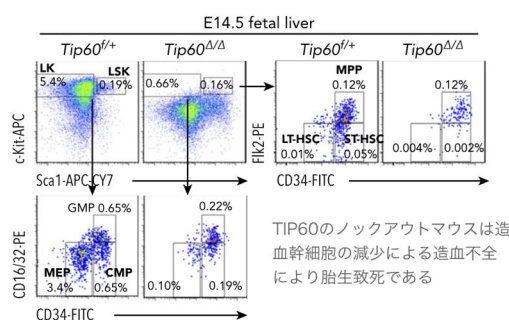 E14.5 fetal liver
Tip60f/+ Tip60Δ/Δ Tip60f/+ Tip60Δ/Δ
LK LSK
5.4% 0.19%
0.66% 0.16%
MPP
0.12%
LT-HSC ST-HSC
0.01% 0.05%
0.12%
0.004% 0.002%
c-Kit-APC
Sca1-APC-CY7
Flk2-PE
CD34-FITC
GMP 0.65%
MEP CMP
3.4% 0.65%
0.22%
0.10% 0.19%
CD16/32-PE
CD34-FITC
TIP60のノックアウトマウスは造
血幹細胞の減少による造血不全
により胎生致死である